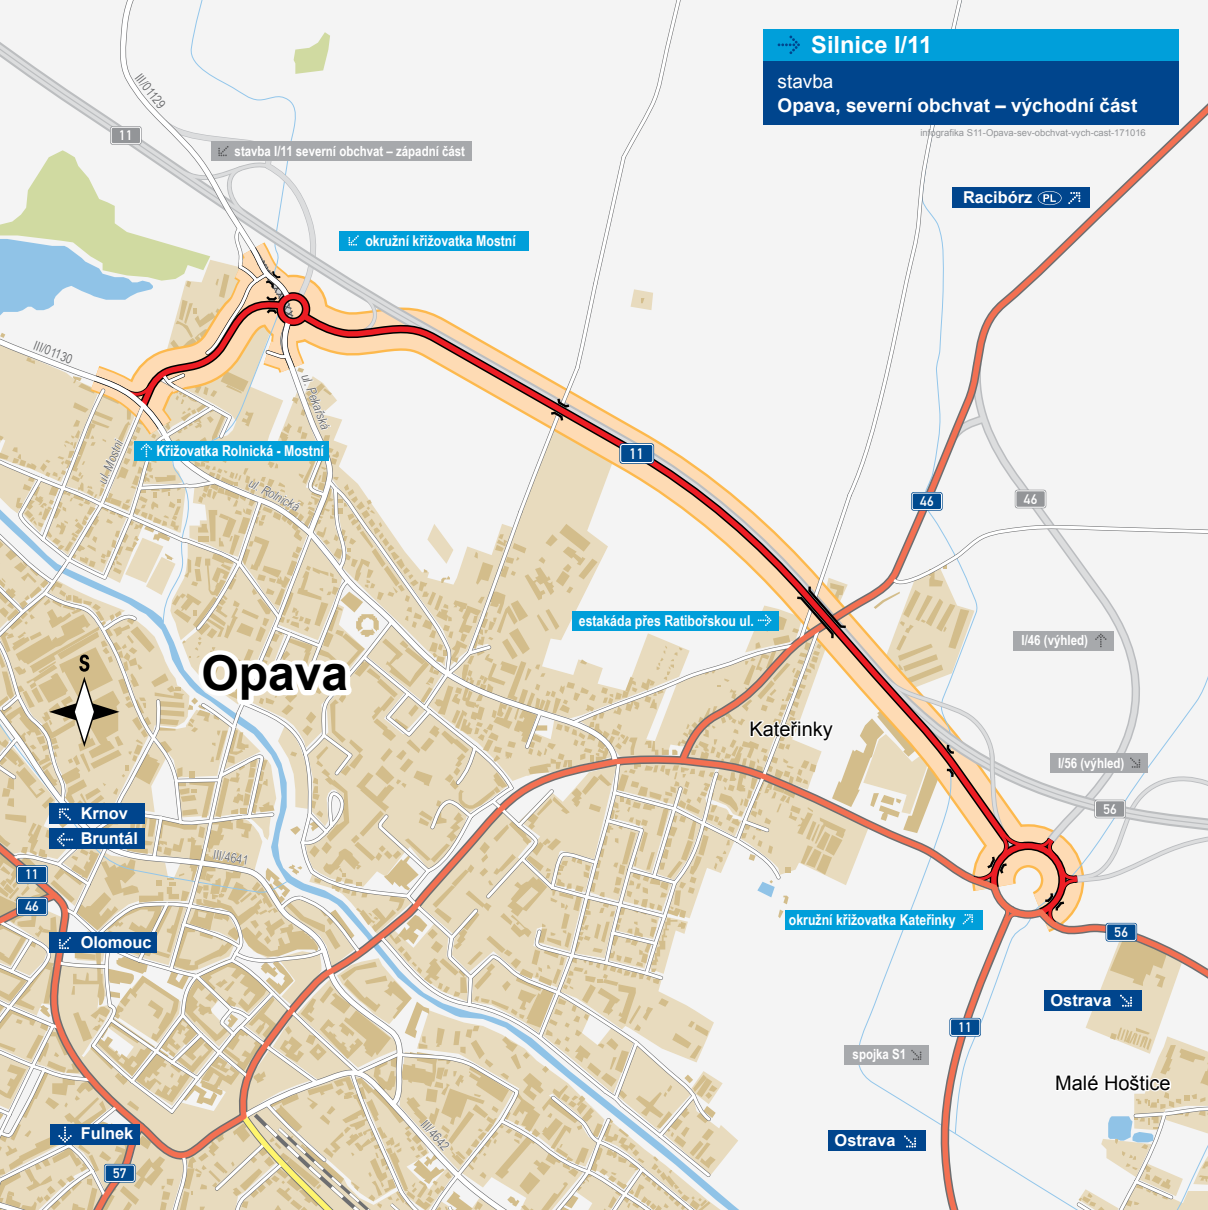 Silnice I/11
stavba
Opava, severní obchvat – východní část
infografika S11-Opava-sev-obchvat-vych-cast-171016
III/01129
11
stavba I/11 severní obchvat – západní část
Racibórz PL
okružní křižovatka Mostní
III/01130
ul. Pekařská
Křižovatka Rolnická - Mostní
ul. Mostní
ul. Rolnická
11
46
46
estakáda přes Ratibořskou ul.
I/46 (výhled)
S
Opava
Kateřinky
I/56 (výhled)
56
Krnov
Bruntál
III/4641
11
46
okružní křižovatka Kateřinky
56
Olomouc
Ostrava
11
spojka S1
Malé Hoštice
Fulnek
III/4642
Ostrava
57